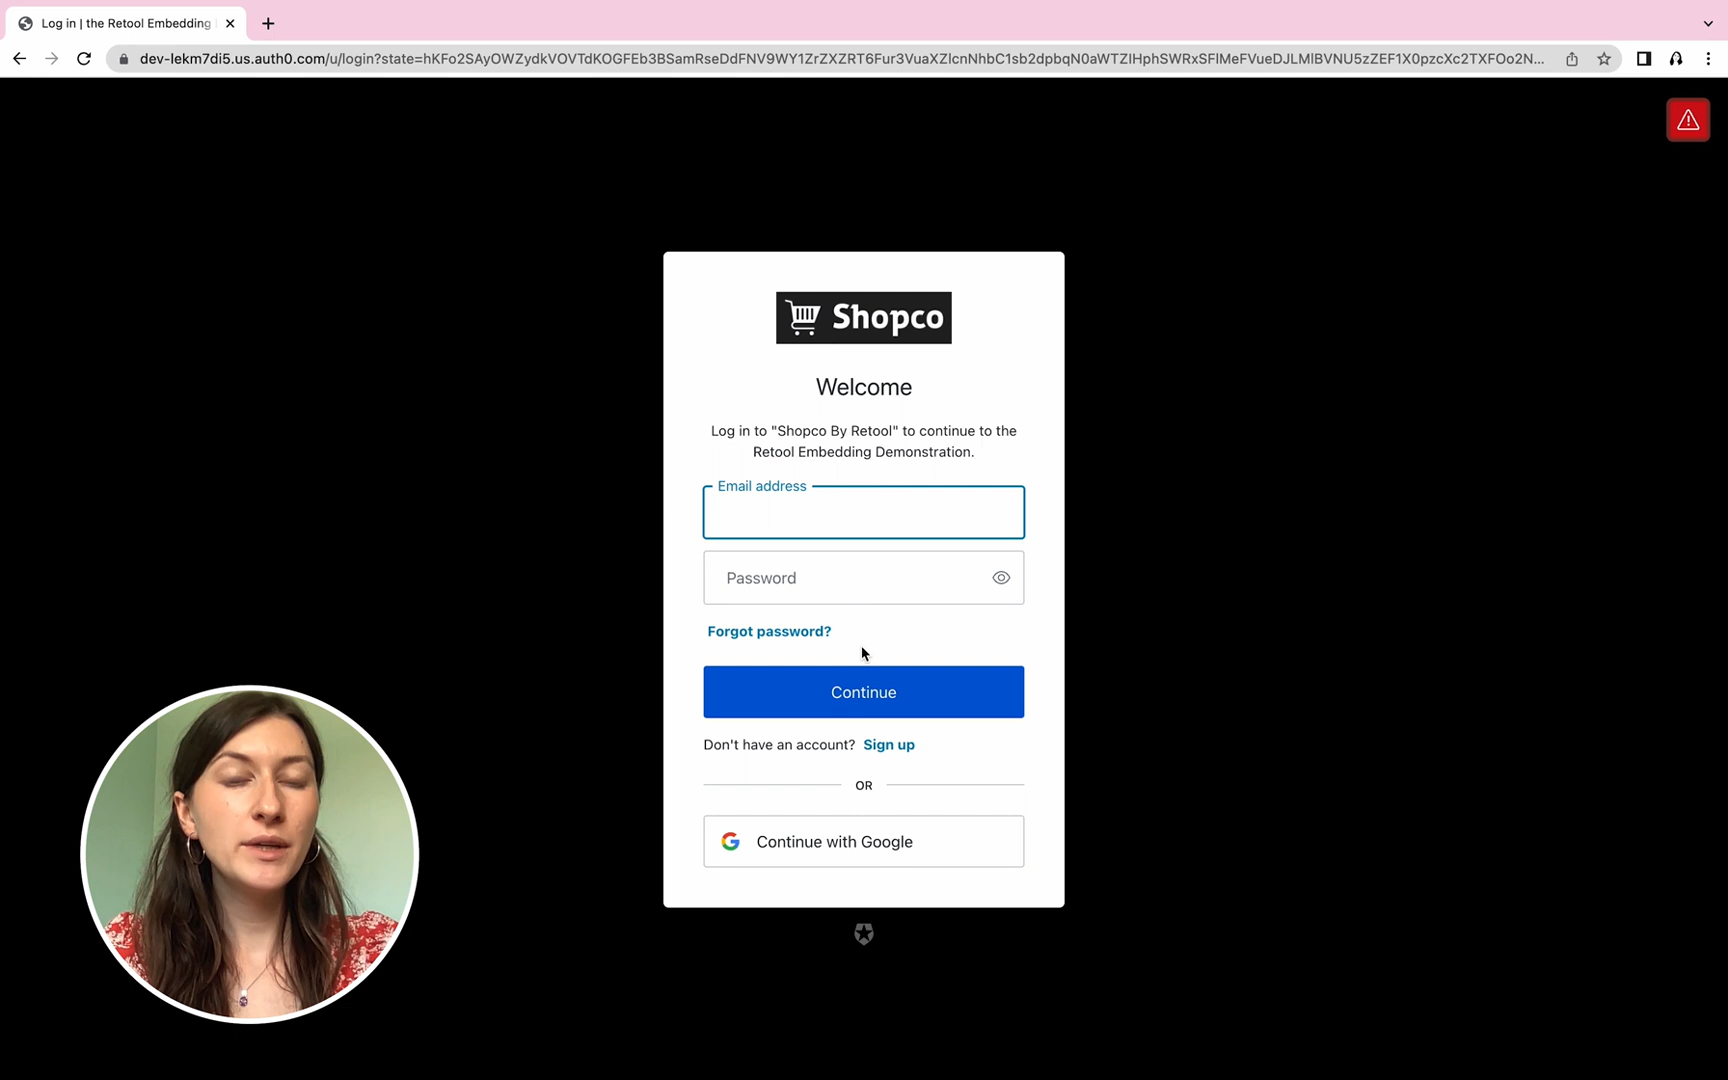 Log in | the Retool Embedding
dev-lekm7di5.us.auth0.com/u/login?state=hKFo2SAyOWZydkVOVTdKOGFEb3BSamRseDdFNV9WY1ZrZXZRT6Fur3VuaXZlcnNhbC1sb2dpbqN0aWTZIHphSWRxSFlMeFVueDJLMlBVNU5zZEF1X0pzcXc2TXFOo2N...
Shopco
Welcome
Log in to "Shopco By Retool" to continue to the
Retool Embedding Demonstration.
Email address
Password
Forgot password?
Continue
Don't have an account? Sign up
OR
Continue with Google